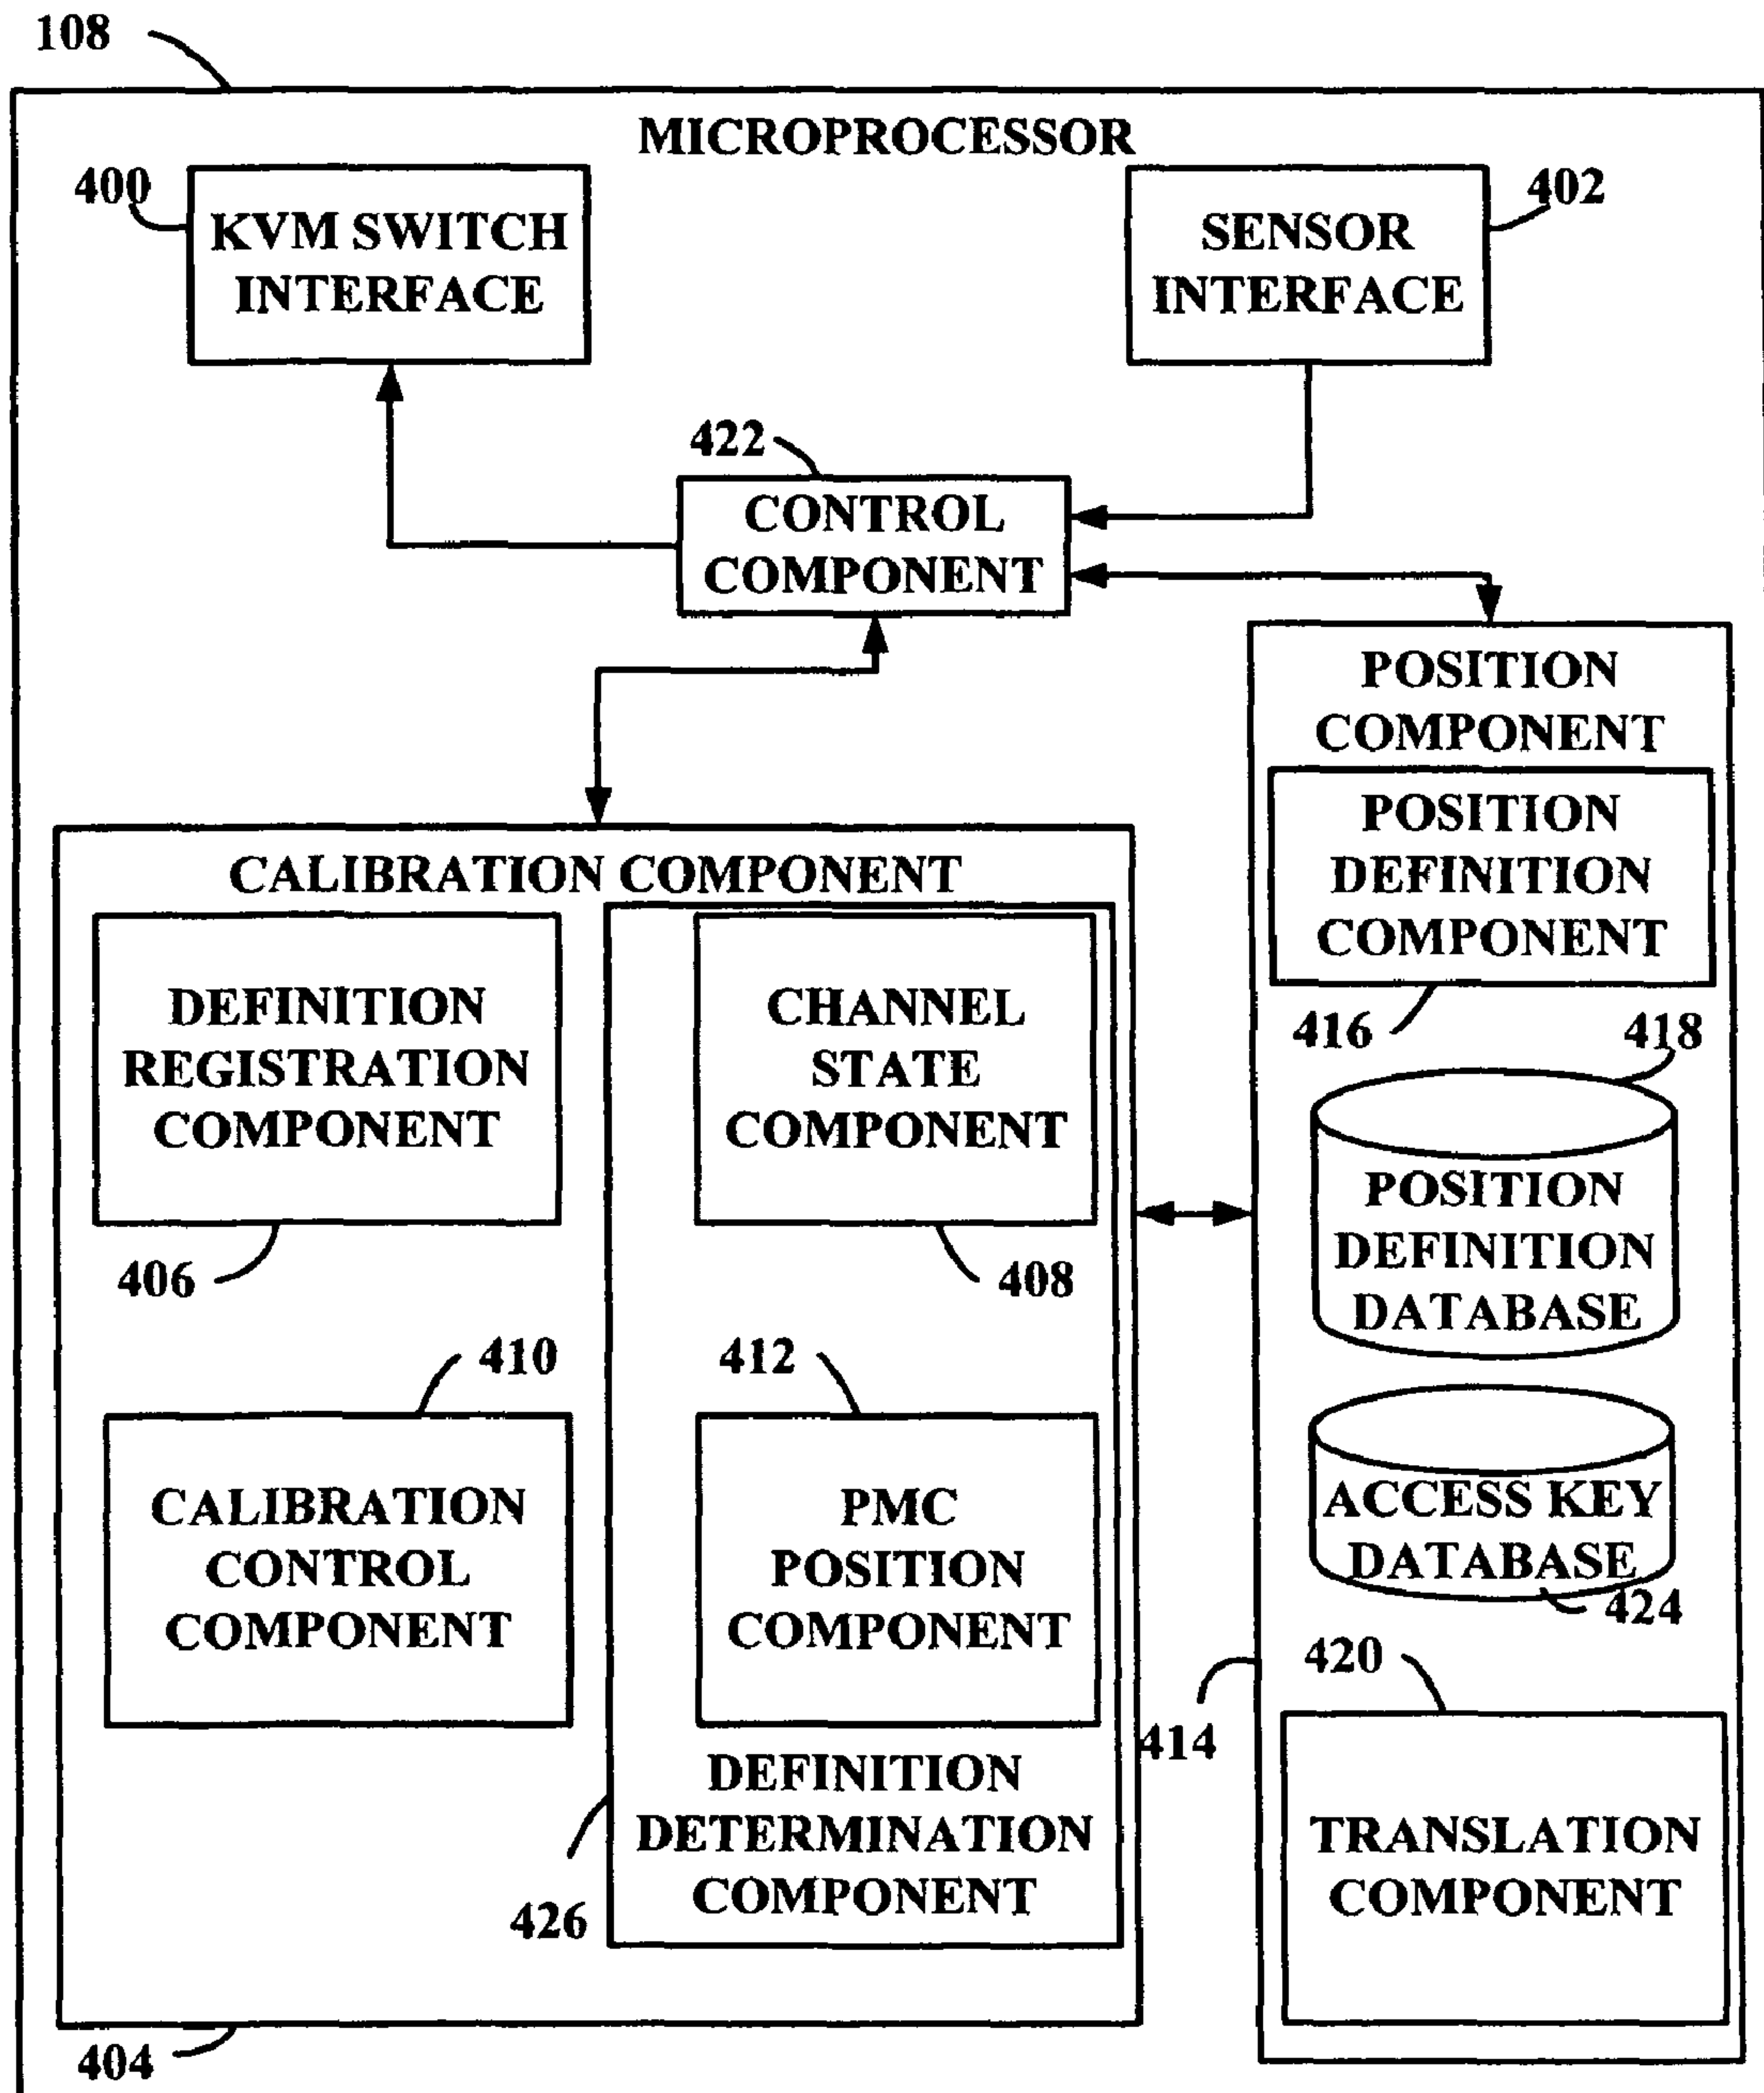 108
MICROPROCESSOR
400
KVM SWITCH
INTERFACE
SENSOR
INTERFACE
402
422
CONTROL
COMPONENT
POSITION
COMPONENT
POSITION
DEFINITION
COMPONENT
416
418
POSITION
DEFINITION
DATABASE
ACCESS KEY
DATABASE
424
420
TRANSLATION
COMPONENT
414
CALIBRATION COMPONENT
DEFINITION
REGISTRATION
COMPONENT
406
CHANNEL
STATE
COMPONENT
408
410
CALIBRATION
CONTROL
COMPONENT
412
PMC
POSITION
COMPONENT
DEFINITION
DETERMINATION
COMPONENT
426
404